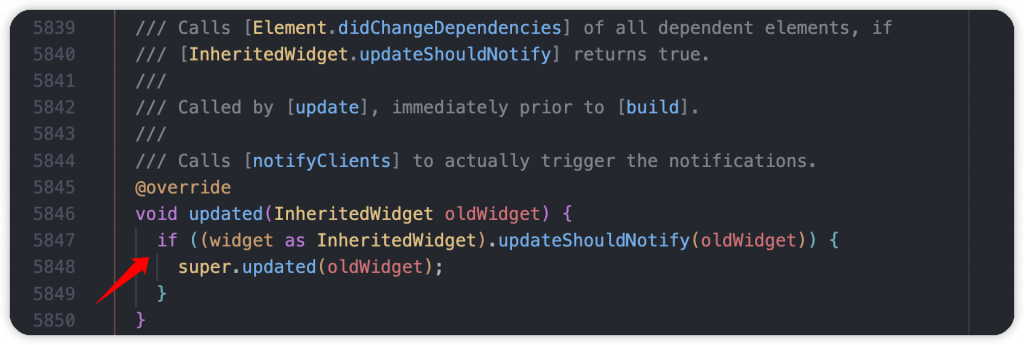 5839 /// Calls [Element.didChangeDependencies] of all dependent elements, if
5840 /// [InheritedWidget.updateShouldNotify] returns true.
5841 ///
5842 /// Called by [update], immediately prior to [build].
5843 ///
5844 /// Calls [notifyClients] to actually trigger the notifications.
5845 @override
5846 void updated(InheritedWidget oldWidget) {
5847 if ((widget as InheritedWidget).updateShouldNotify(oldWidget)) {
5848 super.updated(oldWidget);
5849 }
5850 }